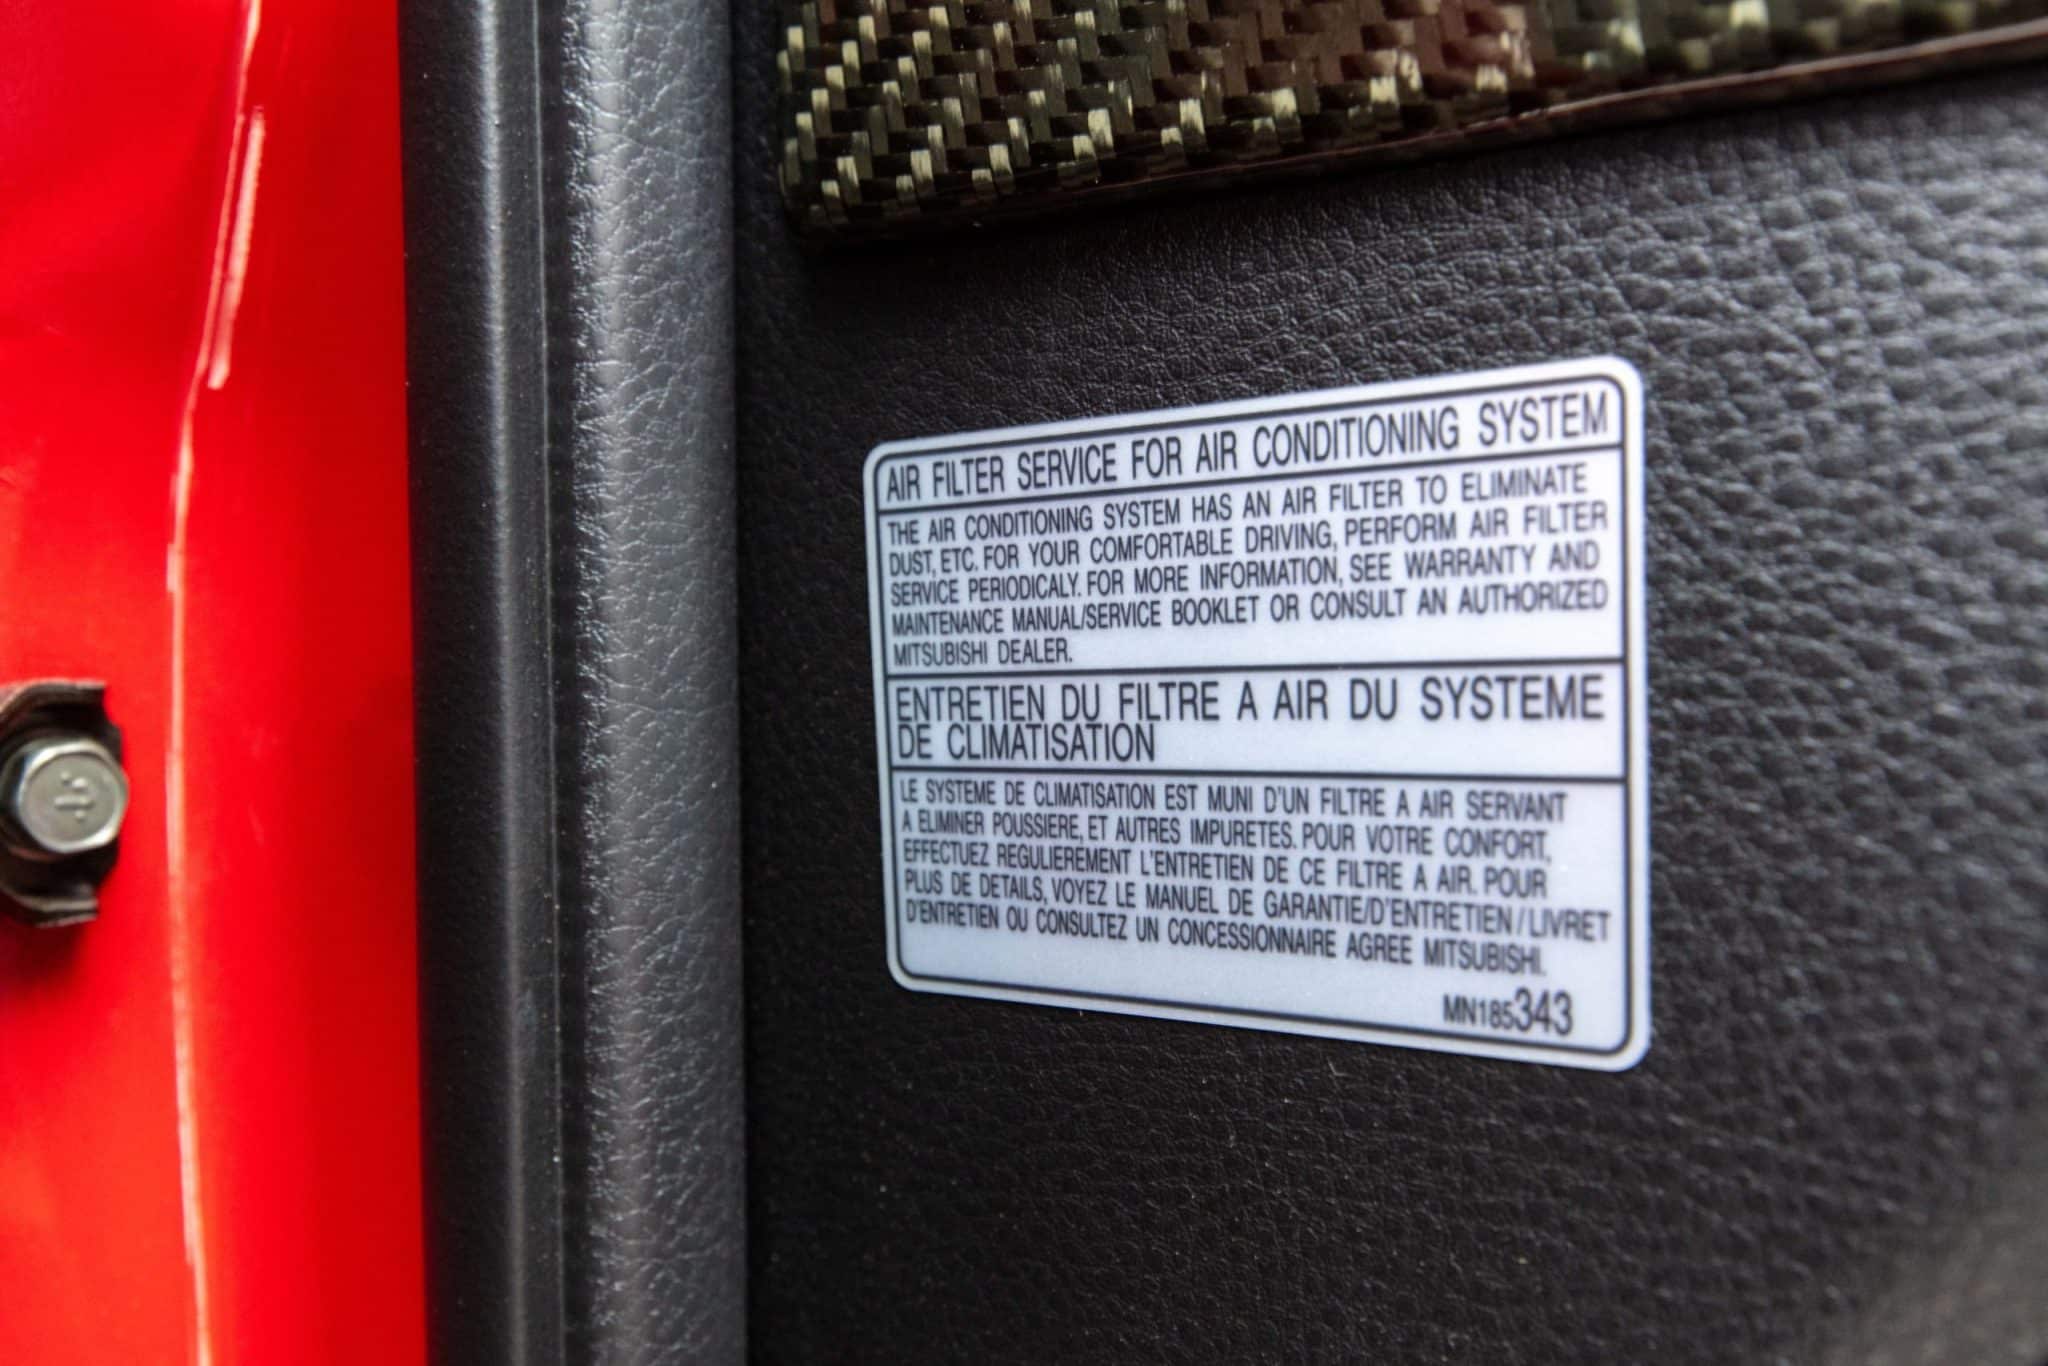 AIR FILTER SERVICE FOR AIR CONDITIONING SYSTEM
THE AIR CONDITIONING SYSTEM HAS AN AIR FILTER TO ELIMINATE
DUST, ETC. FOR YOUR COMFORTABLE DRIVING, PERFORM AIR FILTER
SERVICE PERIODICALY. FOR MORE INFORMATION, SEE WARRANTY AND
MAINTENANCE MANUAL/SERVICE BOOKLET OR CONSULT AN AUTHORIZED
MITSUBISHI DEALER.
ENTRETIEN DU FILTRE A AIR DU SYSTEME
DE CLIMATISATION
LE SYSTEME DE CLIMATISATION EST MUNI D'UN FILTRE A AIR SERVANT
A ELIMINER POUSSIERE, ET AUTRES IMPURETES. POUR VOTRE CONFORT,
EFFECTUEZ REGULIEREMENT L'ENTRETIEN DE CE FILTRE A AIR. POUR
PLUS DE DETAILS, VOYEZ LE MANUEL DE GARANTIE/D'ENTRETIEN/LIVRET
D'ENTRETIEN OU CONSULTEZ UN CONCESSIONNAIRE AGREE MITSUBISHI.
MN185343